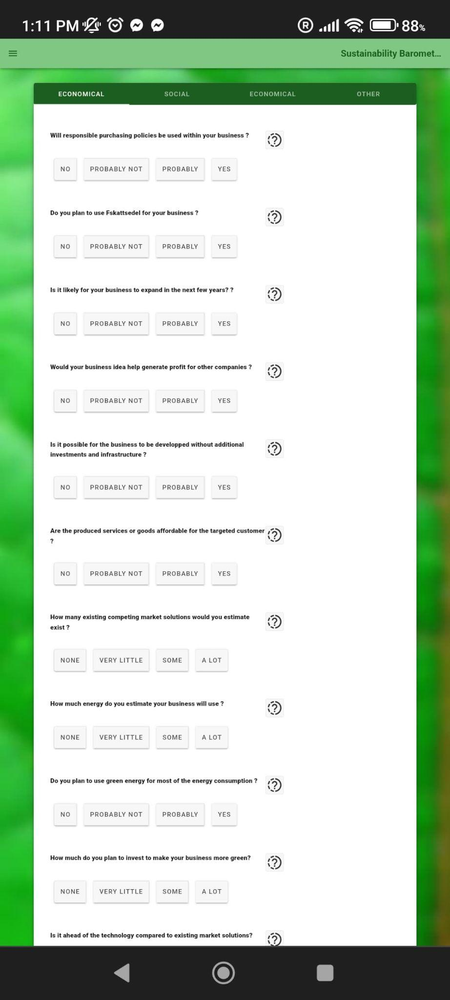 1:11 PM
R
88%
Sustainability Baromet...
ECONOMICAL SOCIAL ECONOMICAL OTHER
Will responsible purchasing policies be used within your business ?
NO PROBABLY NOT PROBABLY YES
Do you plan to use Fskattsedel for your business ?
NO PROBABLY NOT PROBABLY YES
Is it likely for your business to expand in the next few years? ?
NO PROBABLY NOT PROBABLY YES
Would your business idea help generate profit for other companies ?
NO PROBABLY NOT PROBABLY YES
Is it possible for the business to be developped without additional
investments and infrastructure ?
NO PROBABLY NOT PROBABLY YES
Are the produced services or goods affordable for the targeted customer
?
NO PROBABLY NOT PROBABLY YES
How many existing competing market solutions would you estimate
exist ?
NONE VERY LITTLE SOME A LOT
How much energy do you estimate your business will use ?
NONE VERY LITTLE SOME A LOT
Do you plan to use green energy for most of the energy consumption ?
NO PROBABLY NOT PROBABLY YES
How much do you plan to invest to make your business more green?
NONE VERY LITTLE SOME A LOT
Is it ahead of the technology compared to existing market solutions?